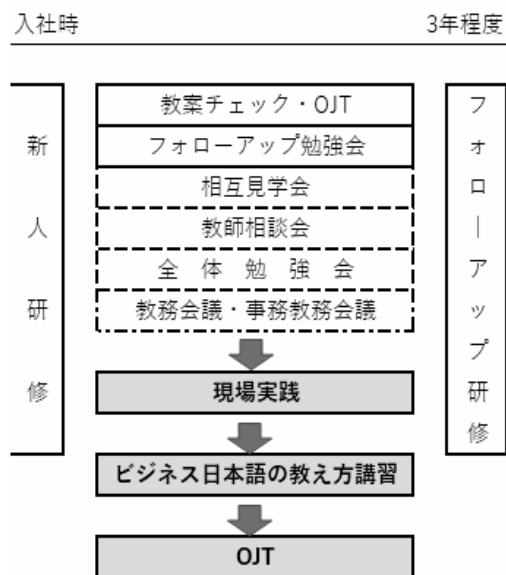 入社時
3年程度
新人研修
教案チェック・OJT
フォローアップ勉強会
相互見学会
教師相談会
全体勉強会
教務会議・事務教務会議
フォローアップ研修
現場実践
ビジネス日本語の教え方講習
OJT